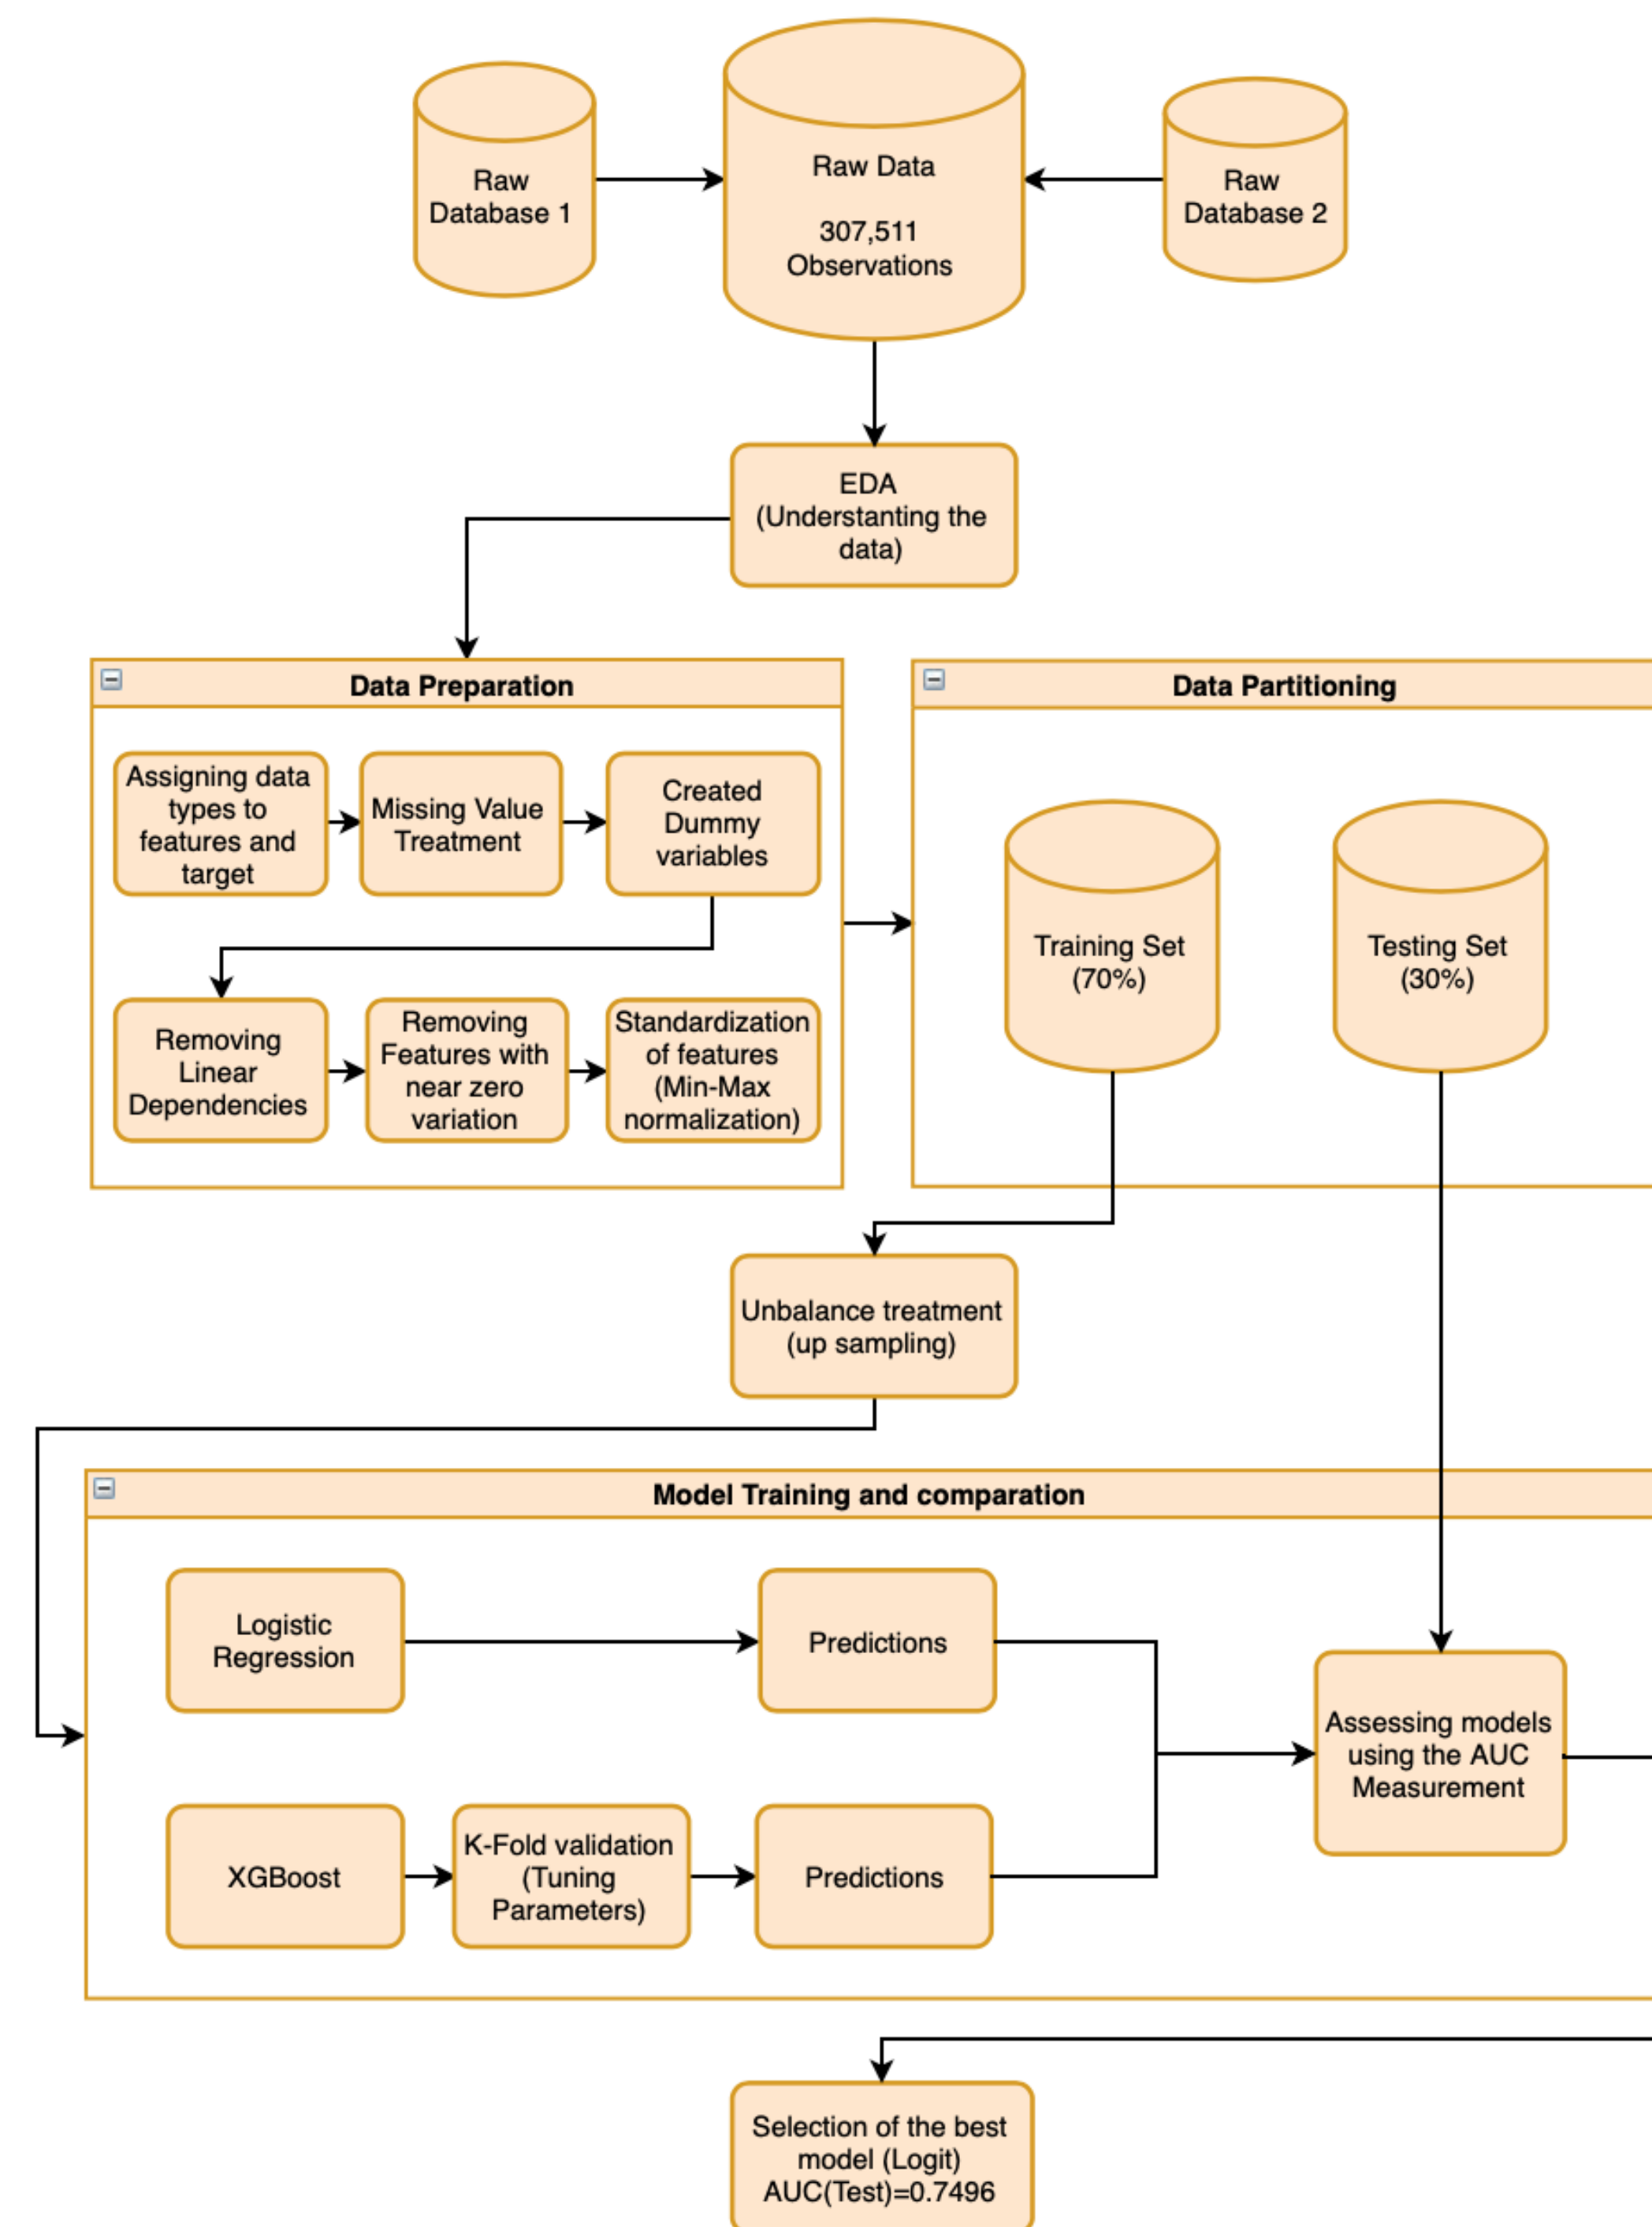 Raw
Database 1
Raw Data
307,511
Observations
Raw
Database 2
EDA
(Understanting the
data)
Data Preparation
Assigning data
types to
features and
target
Missing Value
Treatment
Created
Dummy
variables
Removing
Linear
Dependencies
Removing
Features with
near zero
variation
Standardization
of features
(Min-Max
normalization)
Data Partitioning
Training Set
(70%)
Testing Set
(30%)
Unbalance treatment
(up sampling)
Model Training and comparation
Logistic
Regression
Predictions
XGBoost
K-Fold validation
(Tuning
Parameters)
Predictions
Assessing models
using the AUC
Measurement
Selection of the best
model (Logit)
AUC(Test)=0.7496